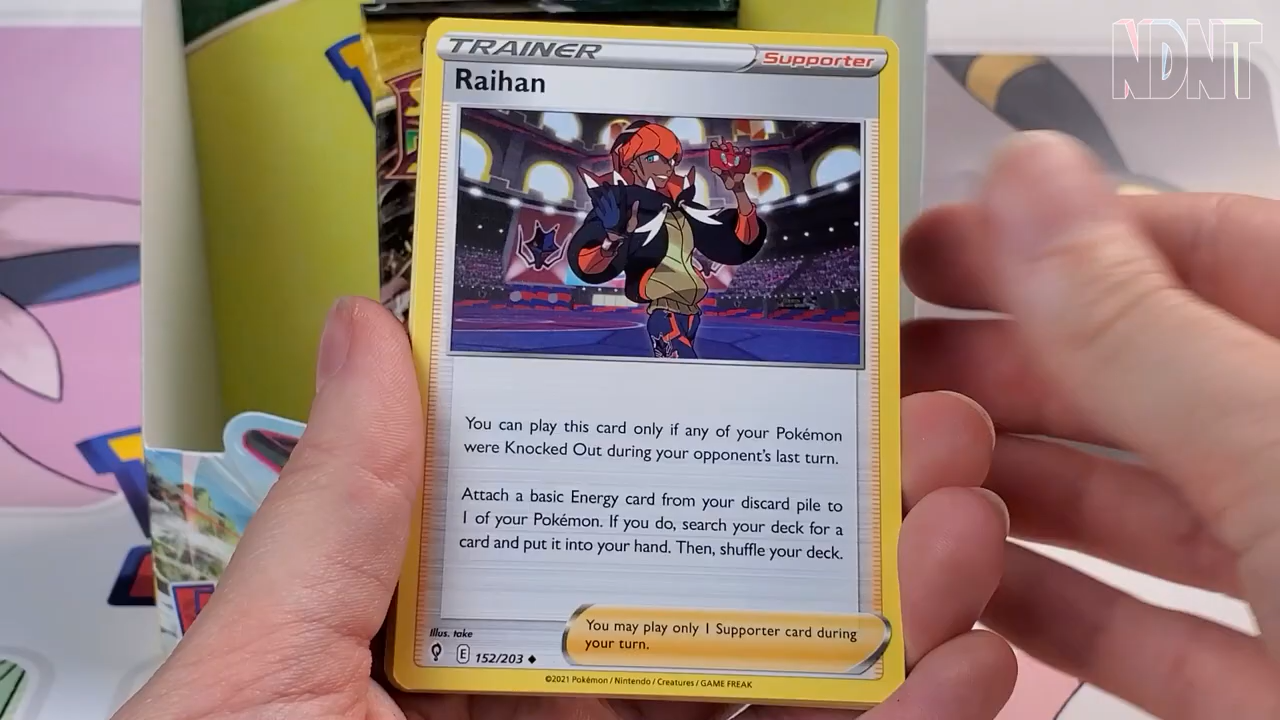 NDNT
TRAINER
Supporter
Raihan
You can play this card only if any of your Pokémon
were Knocked Out during your opponent's last turn.
Attach a basic Energy card from your discard pile to
1 of your Pokémon. If you do, search your deck for a
card and put it into your hand. Then, shuffle your deck.
You may play only 1 Supporter card during
your turn.
Illus. take
E 152/203
©2021 Pokémon / Nintendo / Creatures / GAME FREAK